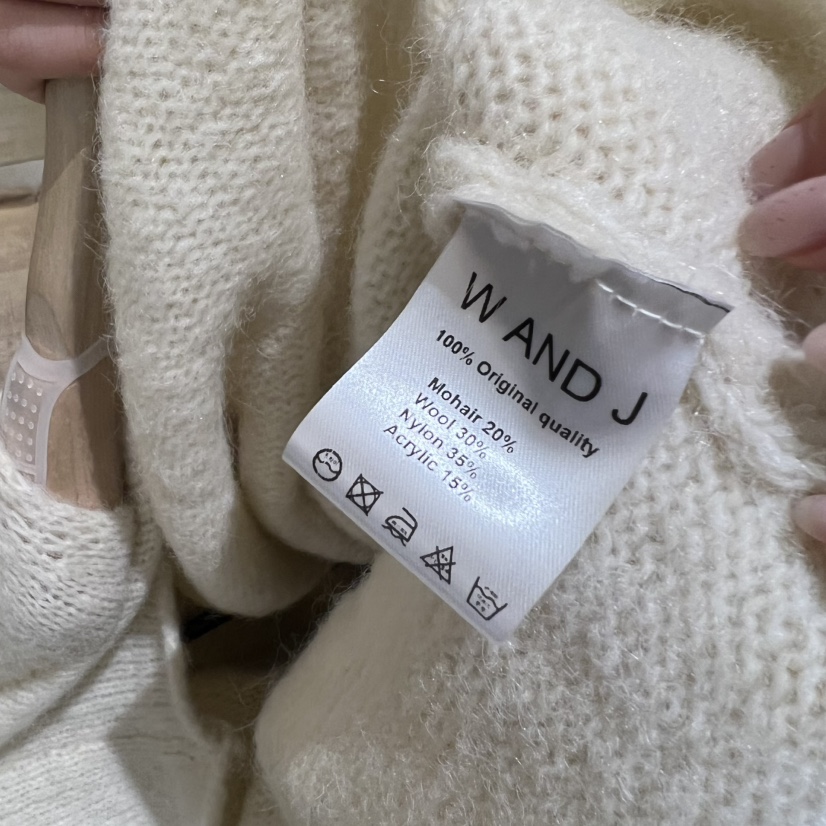 W AND J
100% Original quality
Mohair 20%
Wool 30%
Nylon 35%
Acrylic 15%